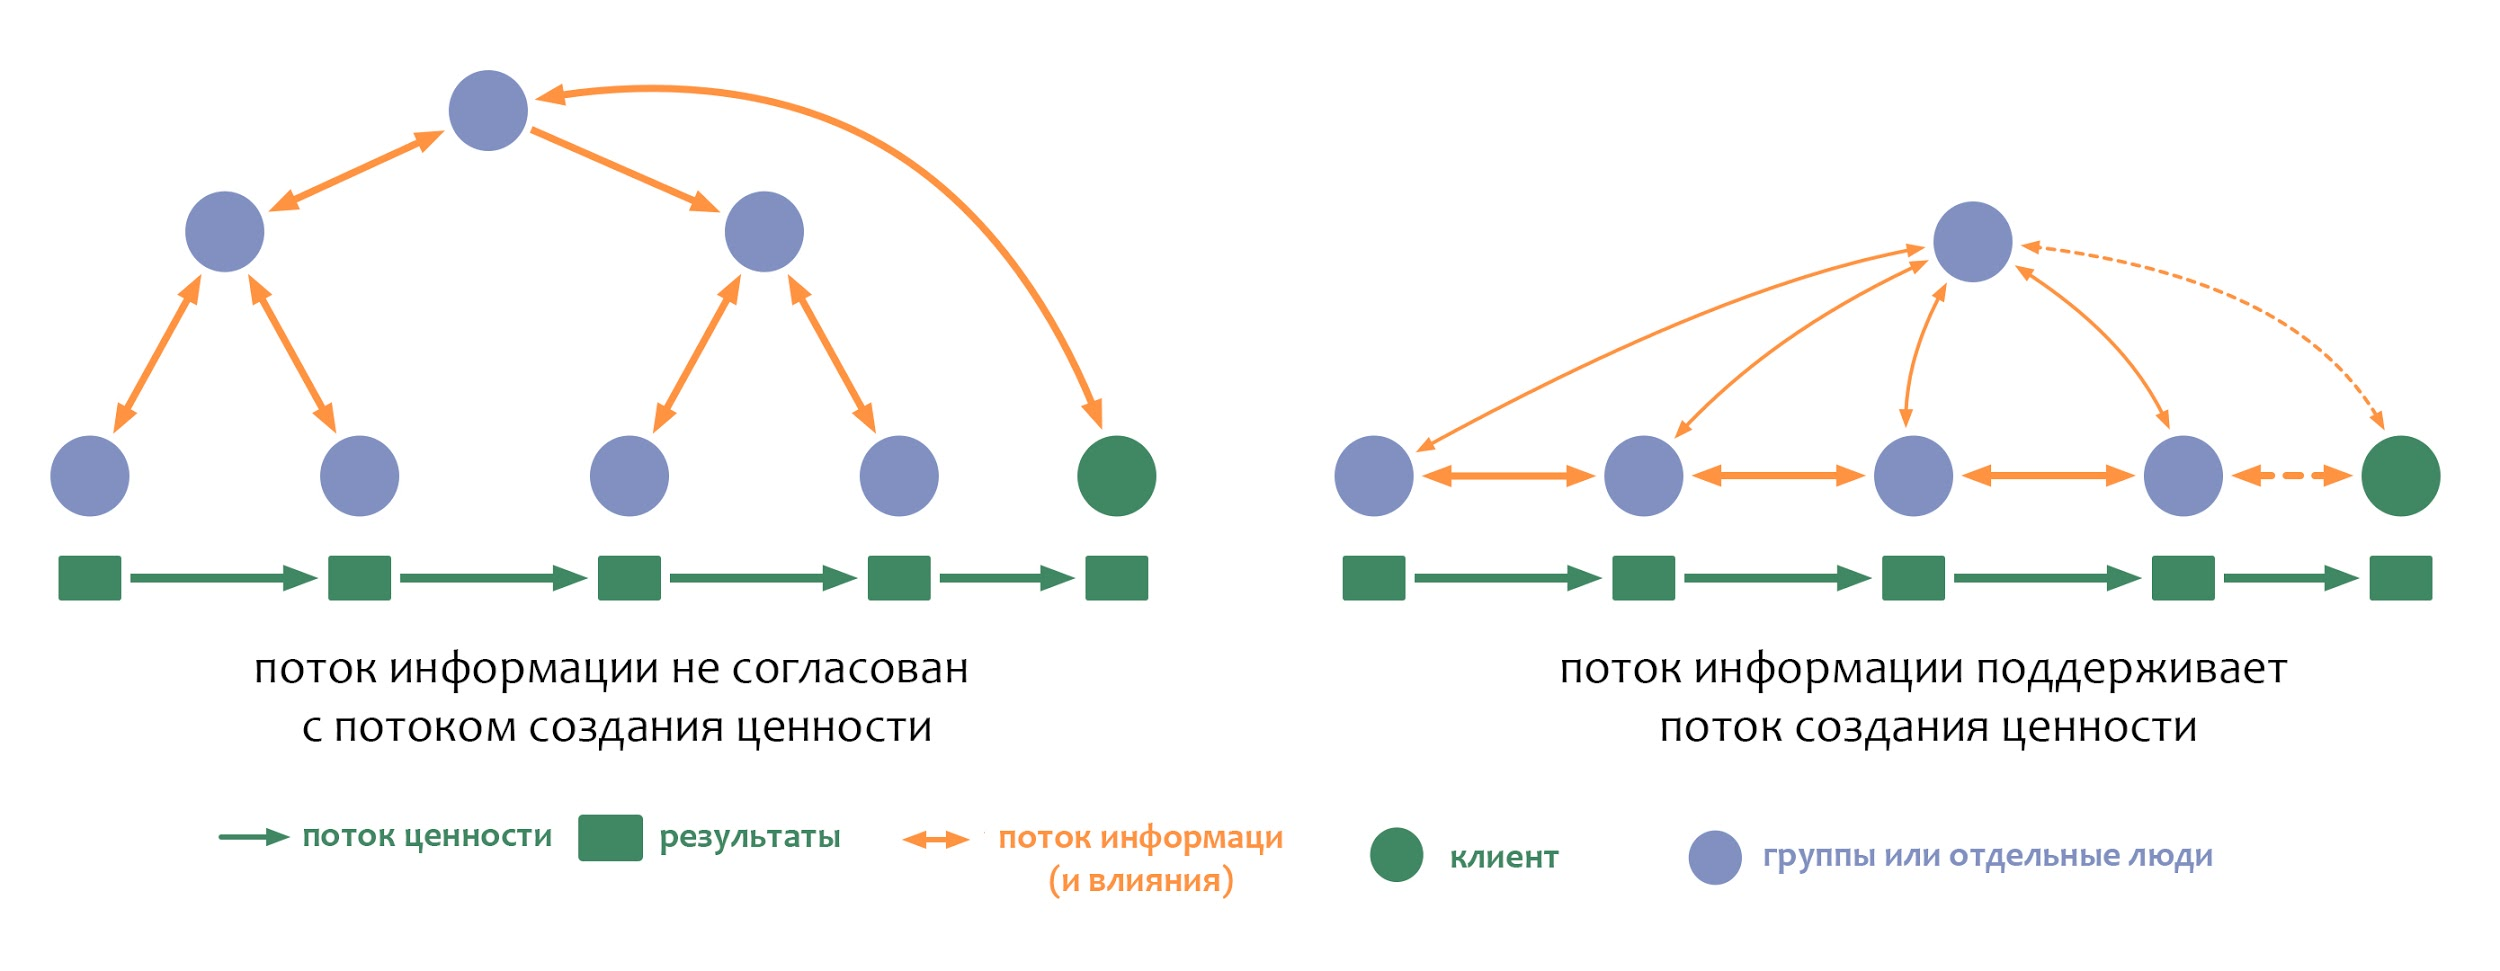 поток информации не согласован
с потоком создания ценности
поток информации поддерживает
поток создания ценности
поток ценности
результаты
поток информаци
(и влияния)
клиент
группы или отдельные люди